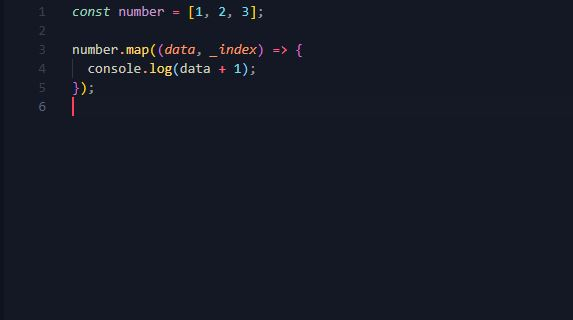 1 const number = [1, 2, 3];
2
3 number.map((data, _index) => {
4 console.log(data + 1);
5 });
6